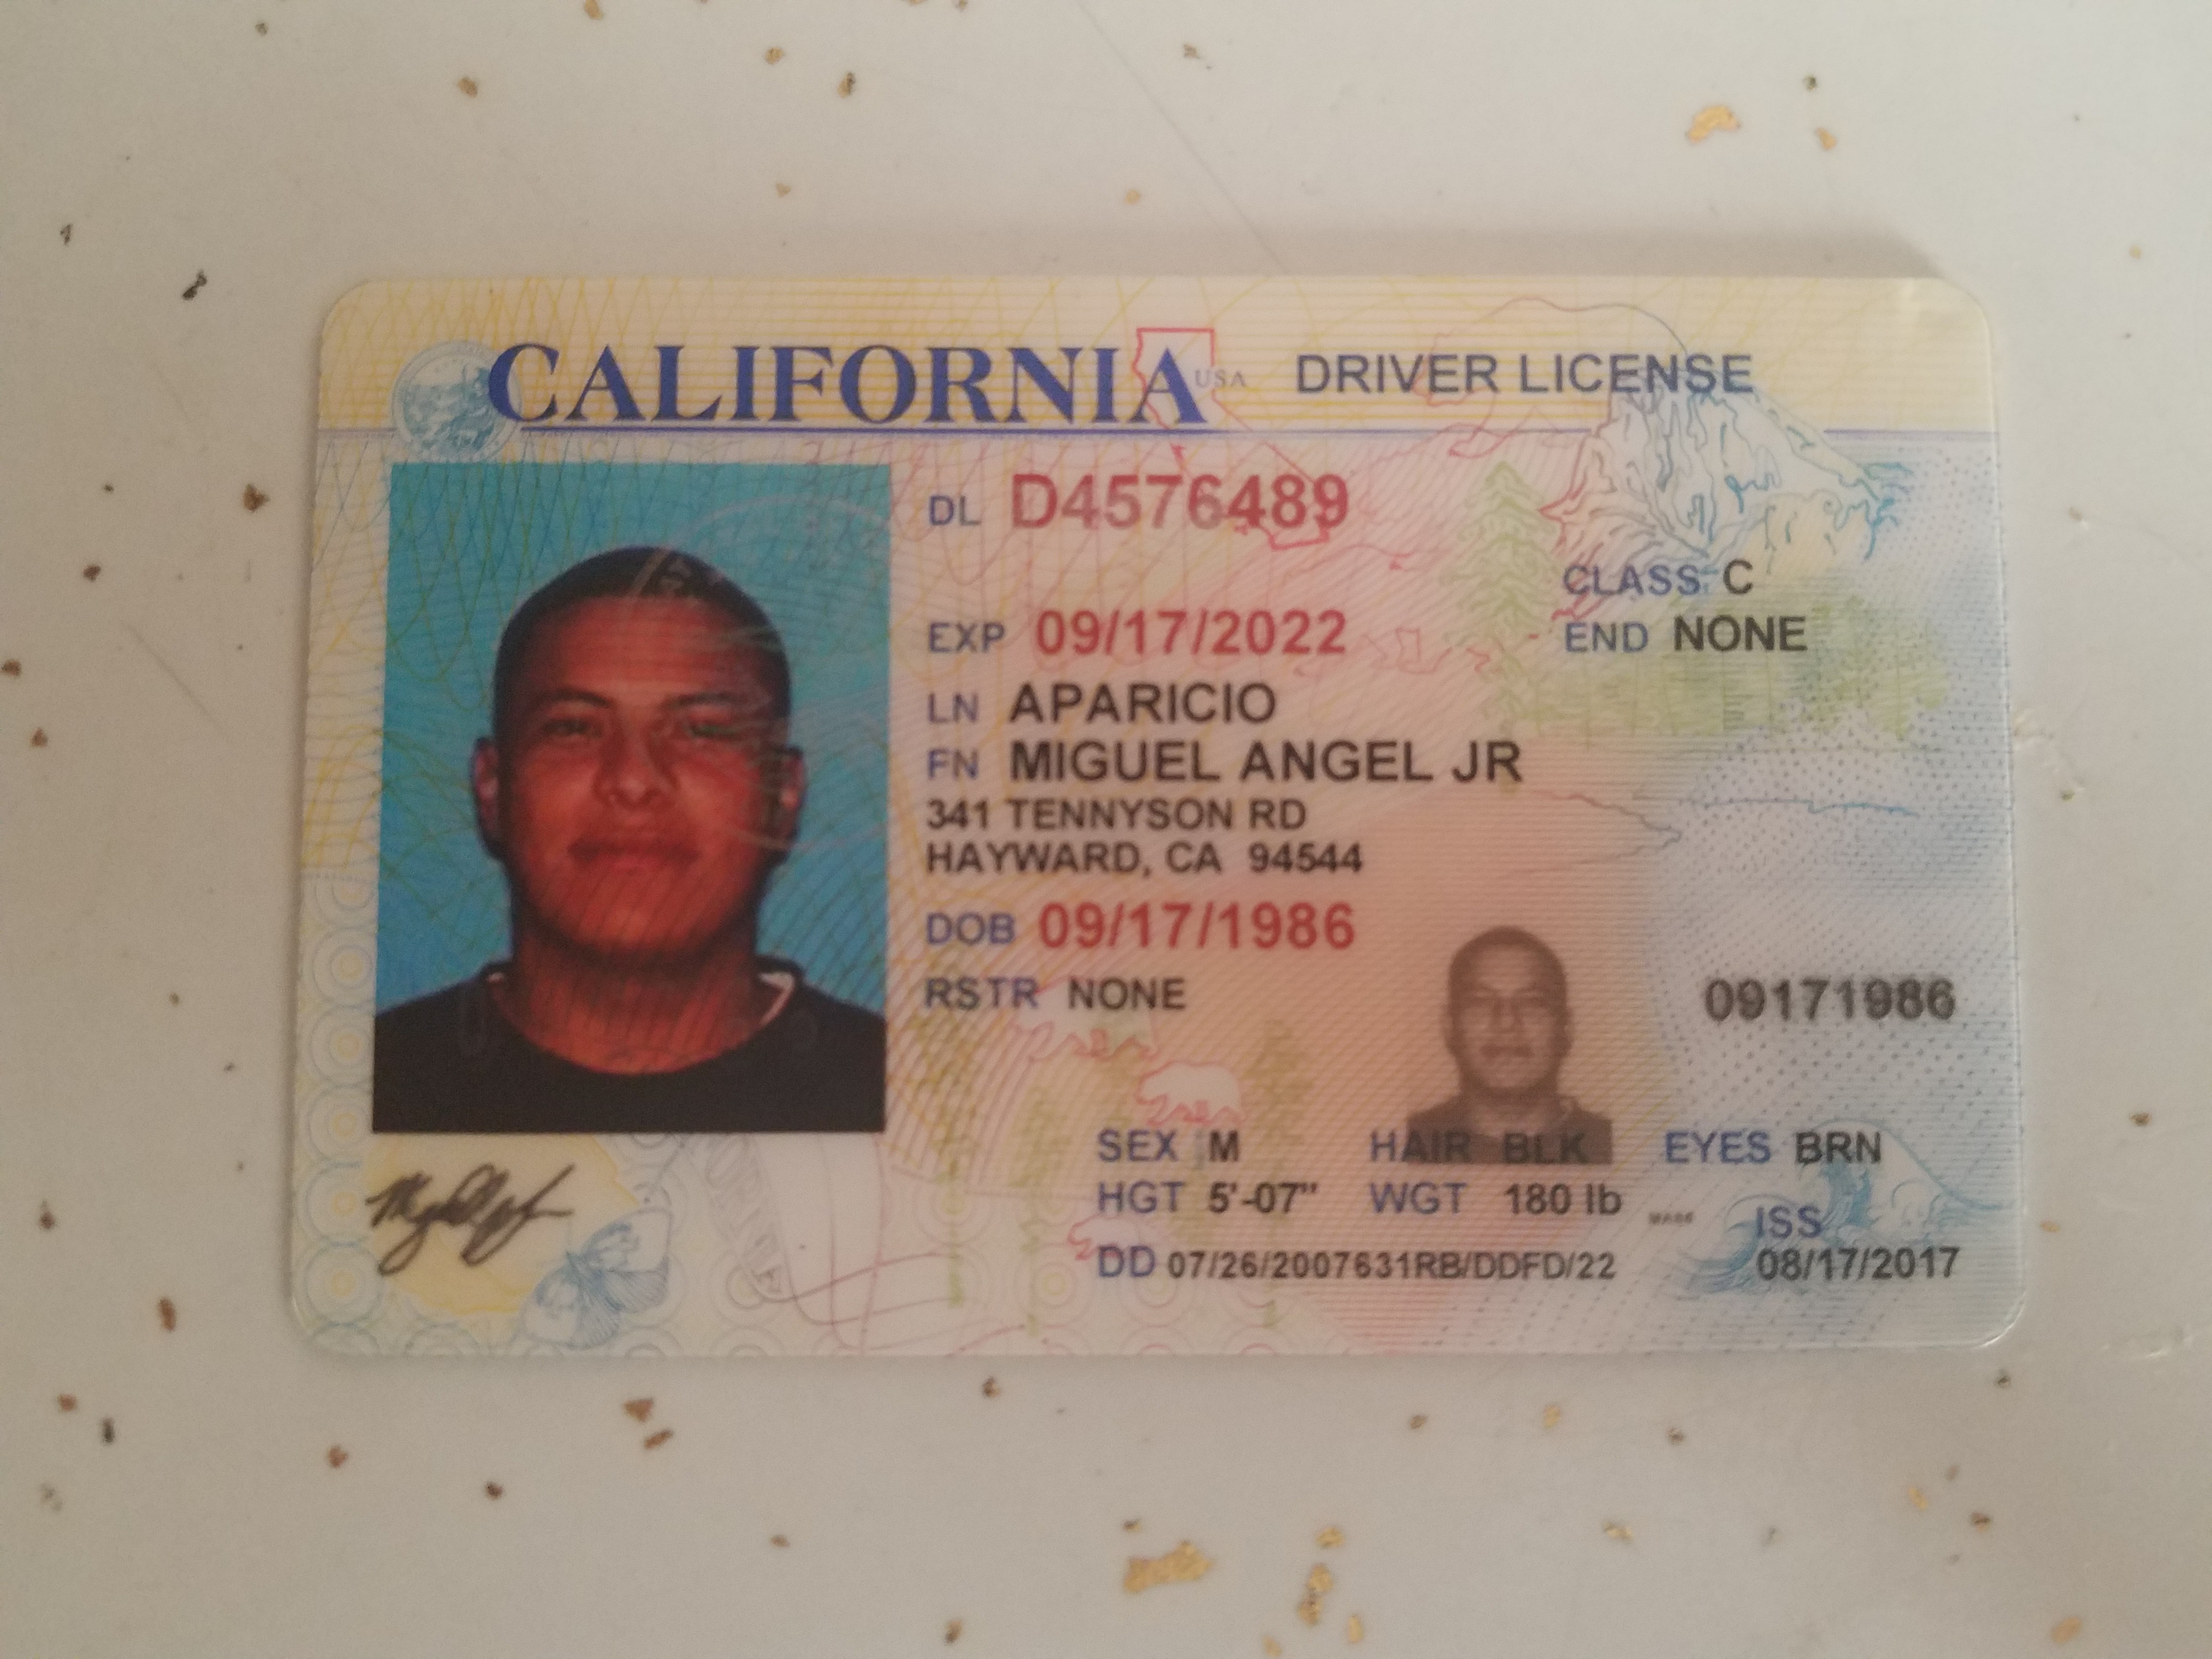 CALIFORNIA USA DRIVER LICENSE
DL D4576489
CLASS C
EXP 09/17/2022 END NONE
LN APARICIO
FN MIGUEL ANGEL JR
341 TENNYSON RD
HAYWARD, CA 94544
DOB 09/17/1986
RSTR NONE 09171986
SEX M HAIR BLK EYES BRN
HGT 5'-07" WGT 180 lb ISS
DD 07/26/2007631RB/DDFD/22 08/17/2017